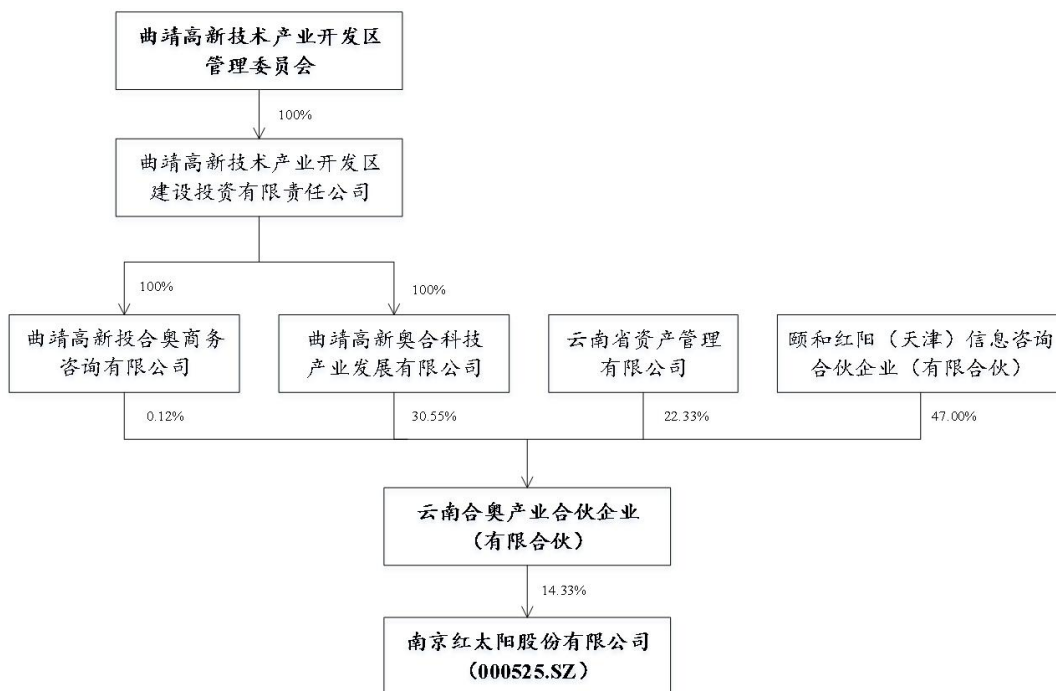 曲靖高新技术产业开发区
管理委员会
100%
曲靖高新技术产业开发区
建设投资有限责任公司
100%
100%
曲靖高新投合奥商务
咨询有限公司
曲靖高新奥合科技
产业发展有限公司
云南省资产管理
有限公司
颐和红阳（天津）信息咨询
合伙企业（有限合伙）
0.12%
30.55%
22.33%
47.00%
云南合奥产业合伙企业
（有限合伙）
14.33%
南京红太阳股份有限公司
（000525.SZ）